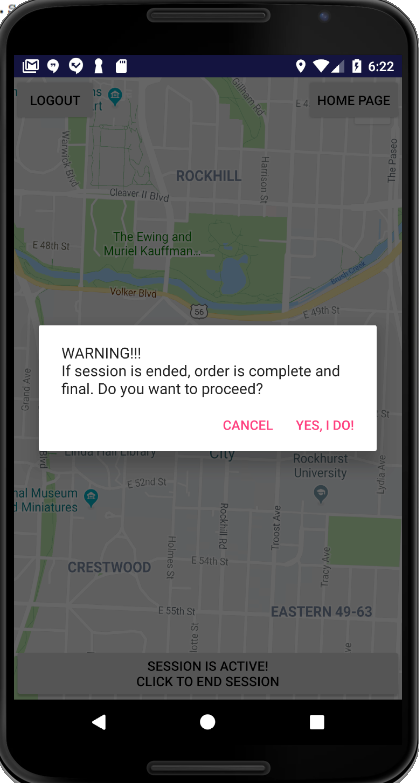 6:22
LOGOUT
HOME PAGE
Warwick Blvd
Harrison St
The Paseo
ROCKHILL
Cleaver II Blvd
E 48th St
The Ewing and
Muriel Kauffman...
Volker Blvd
56
E 49th St
WARNING!!!
If session is ended, order is complete and
final. Do you want to proceed?
CANCEL
YES, I DO!
Grand Ave
Linda Hall Library
City
Rockhurst
University
Lydia Ave
E 52nd St
nal Museum
d Miniatures
Rockhill Rd
Troost Ave
Holmes St
E 54th St
CRESTWOOD
Tracy Ave
E 55th St
EASTERN 49-63
lotte St
SESSION IS ACTIVE!
CLICK TO END SESSION